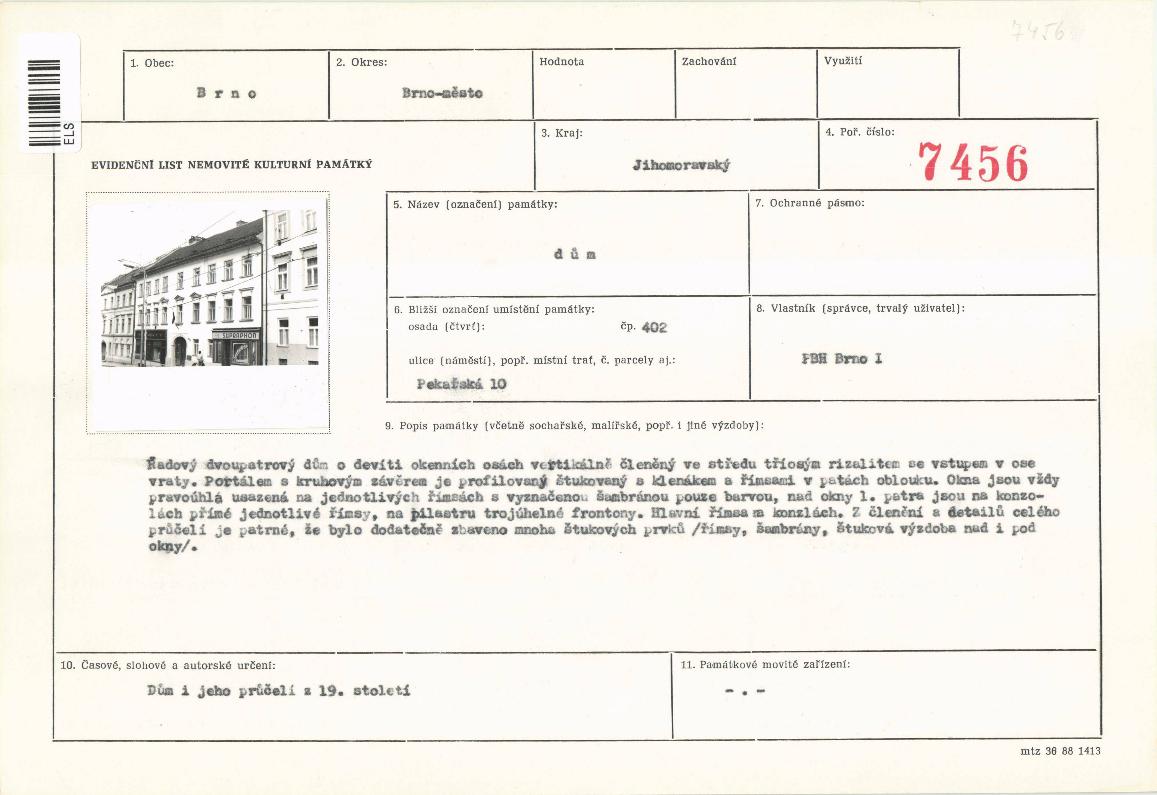 7456
1. Obec:
Brno
2. Okres:
Brno-město
Hodnota
Zachování
Využití
ELS
EVIDENČNÍ LIST NEMOVITÉ KULTURNÍ PAMÁTKY
3. Kraj:
Jihomoravský
4. Poř. číslo:
7456
SUPRAPHON
5. Název (označení) památky:
dům
7. Ochranné pásmo:
6. Bližší označení umístění památky:
osada (čtvrť): čp. 402
ulice (náměstí), popř. místní trať, č. parcely aj.:
Pekařská 10
8. Vlastník (správce, trvalý uživatel):
PBH Brno I
9. Popis památky (včetně sochařské, malířské, popř. i jiné výzdoby):
Řadový dvoupatrový dům o devíti okenních osách vertikálně členěný ve středu tříosým rizalitem se vstupem v ose
vraty. Portálem s kruhovým závěrem je profilovaný štukovaný s klenákem a římsami v patách oblouku. Okna jsou vždy
pravoúhlá usazená na jednotlivých římsách s vyznačenou šambránou pouze barvou, nad okny 1. patra jsou na konzo-
lách přímé jednotlivé římsy, na pilastru trojúhelné frontony. Hlavní římsa m konzlách. Z členění a detailů celého
průčelí je patrné, že bylo dodatečně zbaveno mnoha štukových prvků /římsy, šambrány, štuková výzdoba nad i pod
okny/.
10. Časové, slohové a autorské určení:
Dům i jeho průčelí z 19. století
11. Památkové movité zařízení:
- . -
mtz 36 88 1413